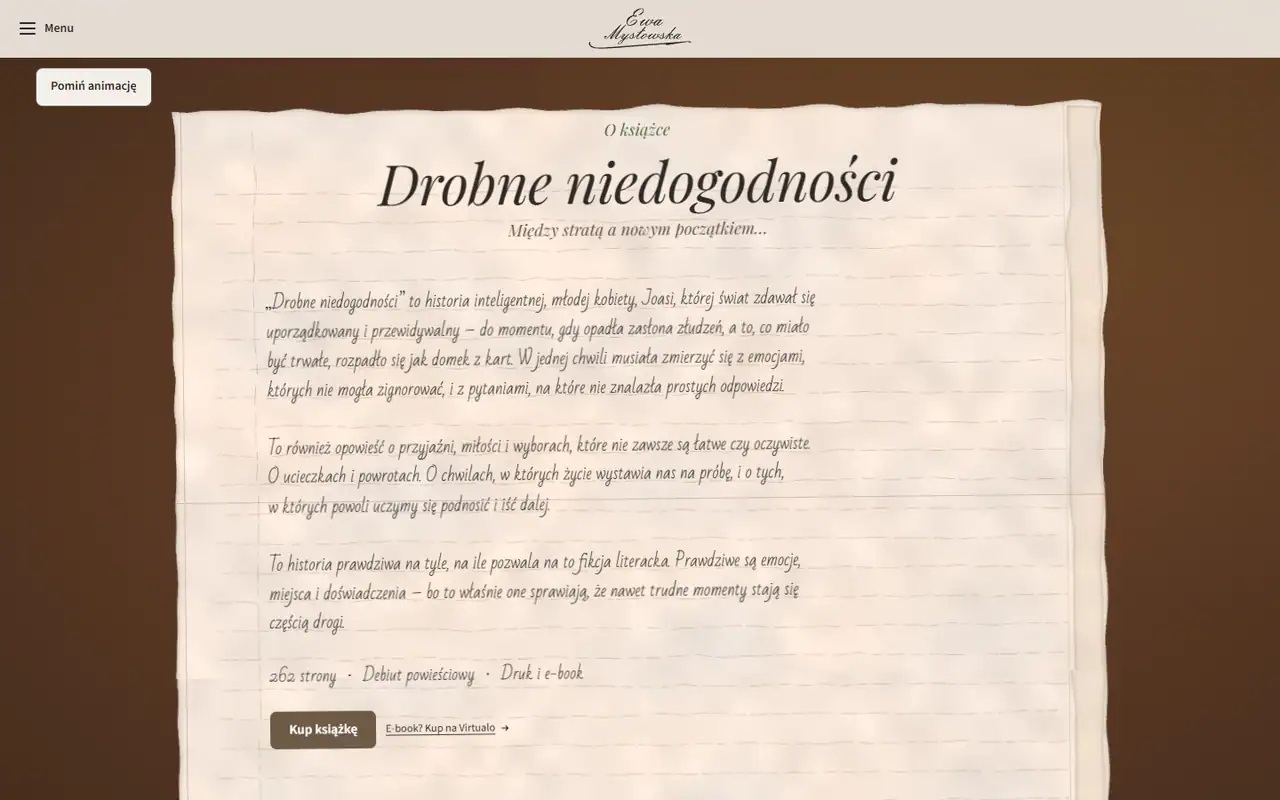 Menu
Ewa
Mysłowska
Pomiń animację
O książce
Drobne niedogodności
Między stratą a nowym początkiem...
„Drobne niedogodności” to historia inteligentnej, młodej kobiety, Joasi, której świat zdawał się
uporządkowany i przewidywalny – do momentu, gdy opadła zasłona złudzeń, a to, co miało
być trwałe, rozpadło się jak domek z kart. W jednej chwili musiała zmierzyć się z emocjami,
których nie mogła zignorować, i z pytaniami, na które nie znalazła prostych odpowiedzi.
To również opowieść o przyjaźni, miłości i wyborach, które nie zawsze są łatwe czy oczywiste.
O ucieczkach i powrotach. O chwilach, w których życie wystawia nas na próbę, i o tych,
w których powoli uczymy się podnosić i iść dalej.
To historia prawdziwa na tyle, na ile pozwala na to fikcja literacka. Prawdziwe są emocje,
miejsca i doświadczenia – bo to właśnie one sprawiają, że nawet trudne momenty stają się
częścią drogi.
262 strony · Debiut powieściowy · Druk i e-book
Kup książkę
E-book? Kup na Virtualo →